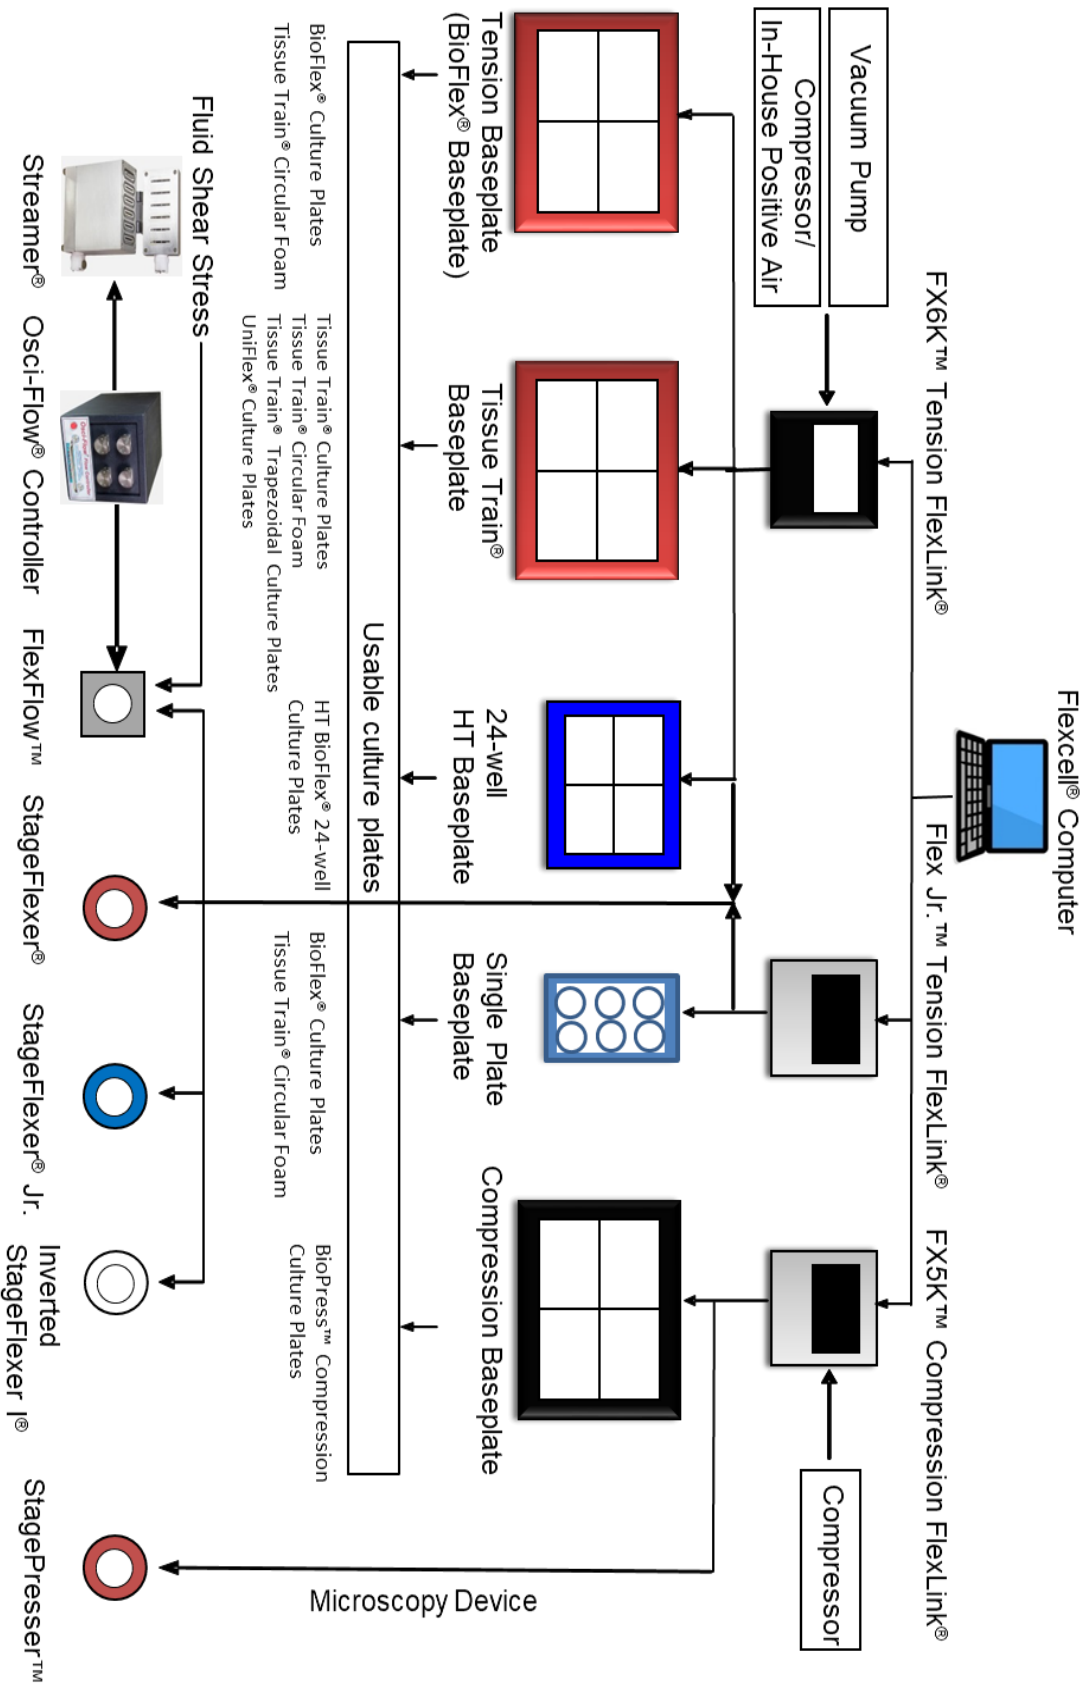 Flexcell® Computer
FX6K™ Tension FlexLink®
Flex Jr.™ Tension FlexLink®
FX5K™ Compression FlexLink®
Vacuum Pump
Compressor/
In-House Positive Air
Compressor
Tension Baseplate
(BioFlex® Baseplate)
Tissue Train®
Baseplate
24-well
HT Baseplate
Single Plate
Baseplate
Compression Baseplate
Usable culture plates
BioFlex® Culture Plates
Tissue Train® Circular Foam
Tissue Train® Culture Plates
Tissue Train® Circular Foam
Tissue Train® Trapezoidal Culture Plates
UniFlex® Culture Plates
HT BioFlex® 24-well
Culture Plates
BioFlex® Culture Plates
Tissue Train® Circular Foam
BioPress™ Compression
Culture Plates
Microscopy Device
Fluid Shear Stress
Streamer®
Osci-Flow® Controller
FlexFlow™
StageFlexer®
StageFlexer® Jr.
Inverted
StageFlexer I®
StagePresser™